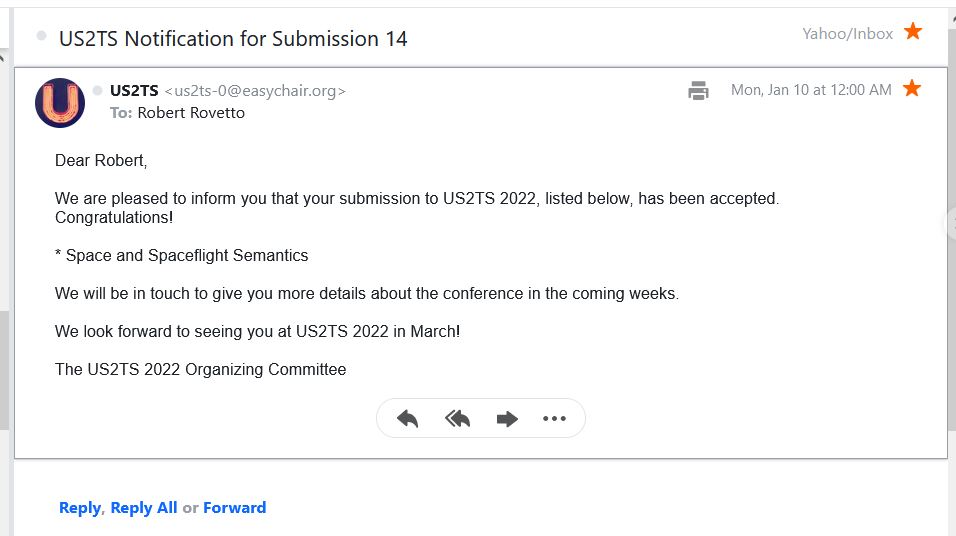 US2TS Notification for Submission 14
Yahoo/Inbox
US2TS <us2ts-0@easychair.org>
Mon, Jan 10 at 12:00 AM
To: Robert Rovetto
Dear Robert,
We are pleased to inform you that your submission to US2TS 2022, listed below, has been accepted.
Congratulations!
* Space and Spaceflight Semantics
We will be in touch to give you more details about the conference in the coming weeks.
We look forward to seeing you at US2TS 2022 in March!
The US2TS 2022 Organizing Committee
Reply, Reply All or Forward